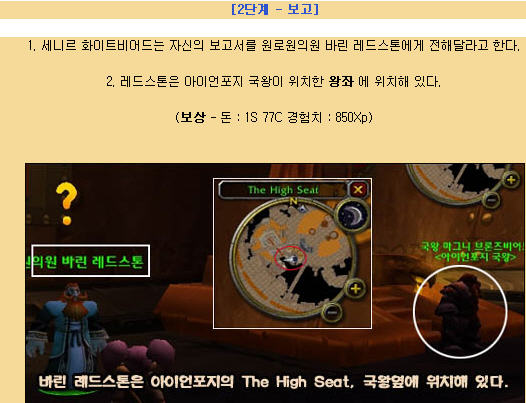 [2단계 - 보고]
1. 세니르 화이트비어드는 자신의 보고서를 원로원의원 바린 레드스톤에게 전해달라고 한다.
2. 레드스톤은 아이언포지 국왕이 위치한 왕좌 에 위치해 있다.
(보상 - 돈 : 1S 77C 경험치 : 850Xp)
?
The High Seat
N
국왕 마그니 브론즈비어
<아이언포지 국왕>
의원 바린 레드스톤
바린 레드스톤은 아이언포지의 The High Seat, 국왕옆에 위치해 있다.